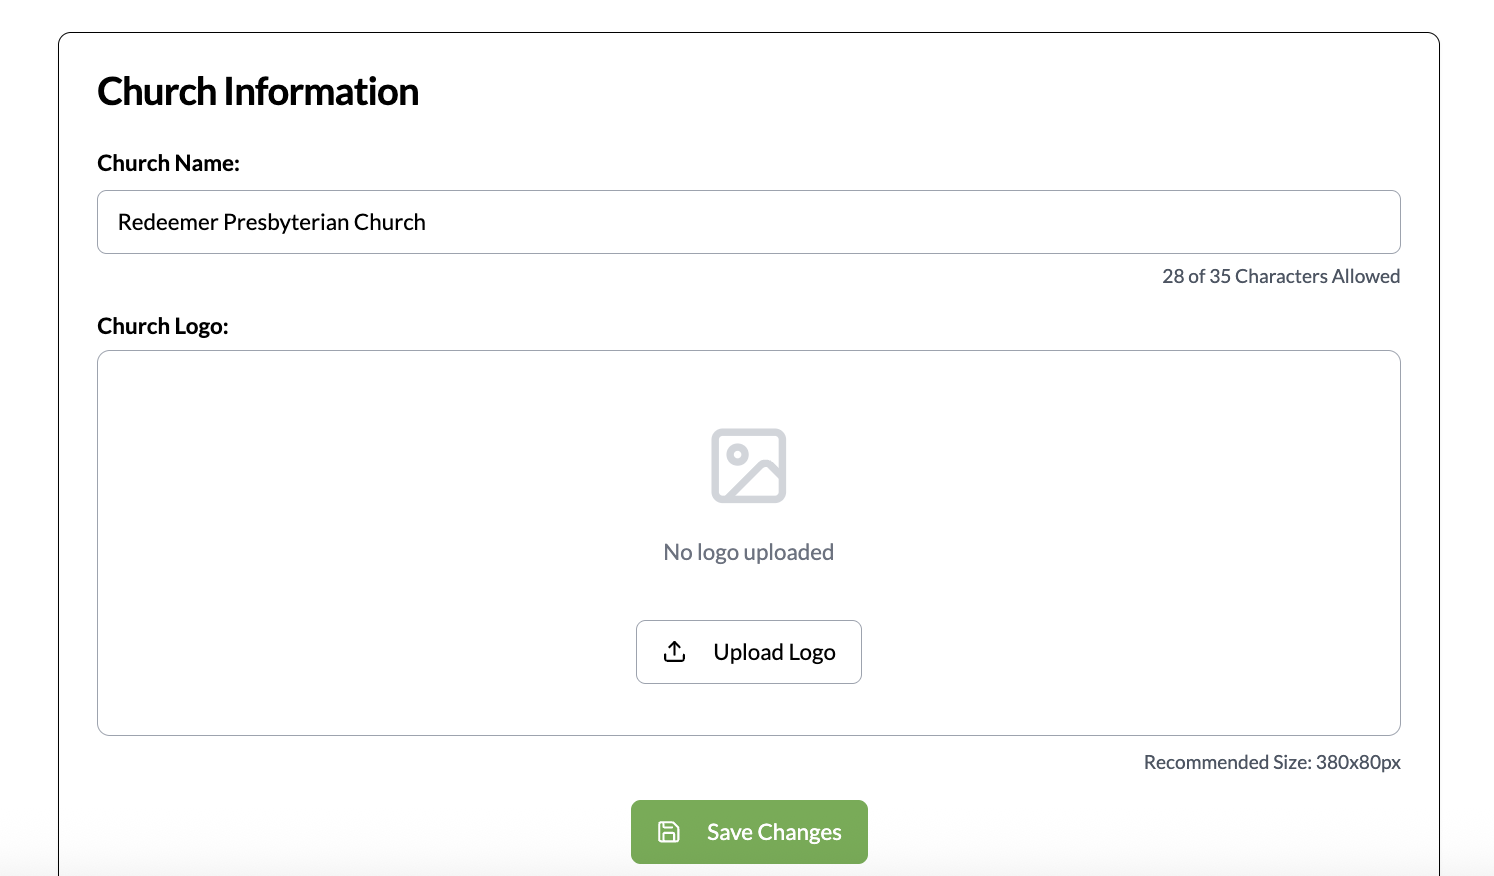 Church Information
Church Name:
Redeemer Presbyterian Church
28 of 35 Characters Allowed
Church Logo:
No logo uploaded
Upload Logo
Recommended Size: 380x80px
Save Changes